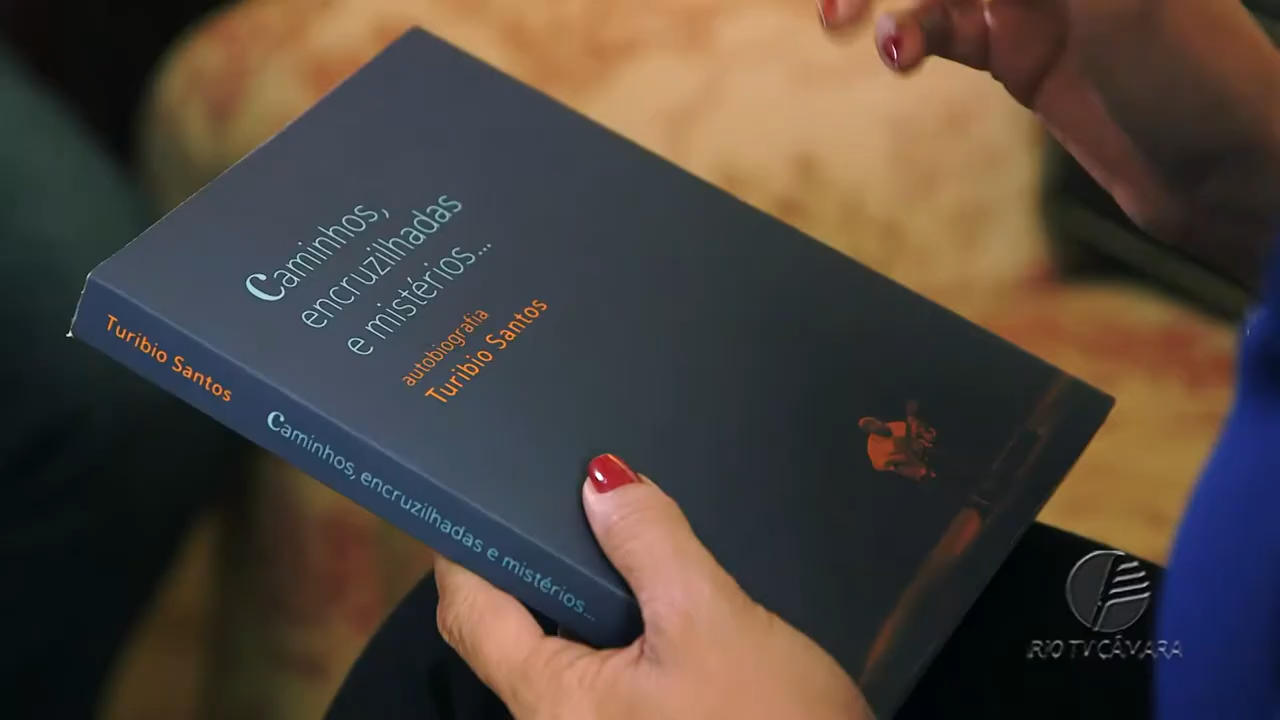 Caminhos,
encruzilhadas
e mistérios...
autobiografia
Turibio Santos
Turibio Santos
Caminhos, encruzilhadas e mistérios...
RIO TV CÂMARA